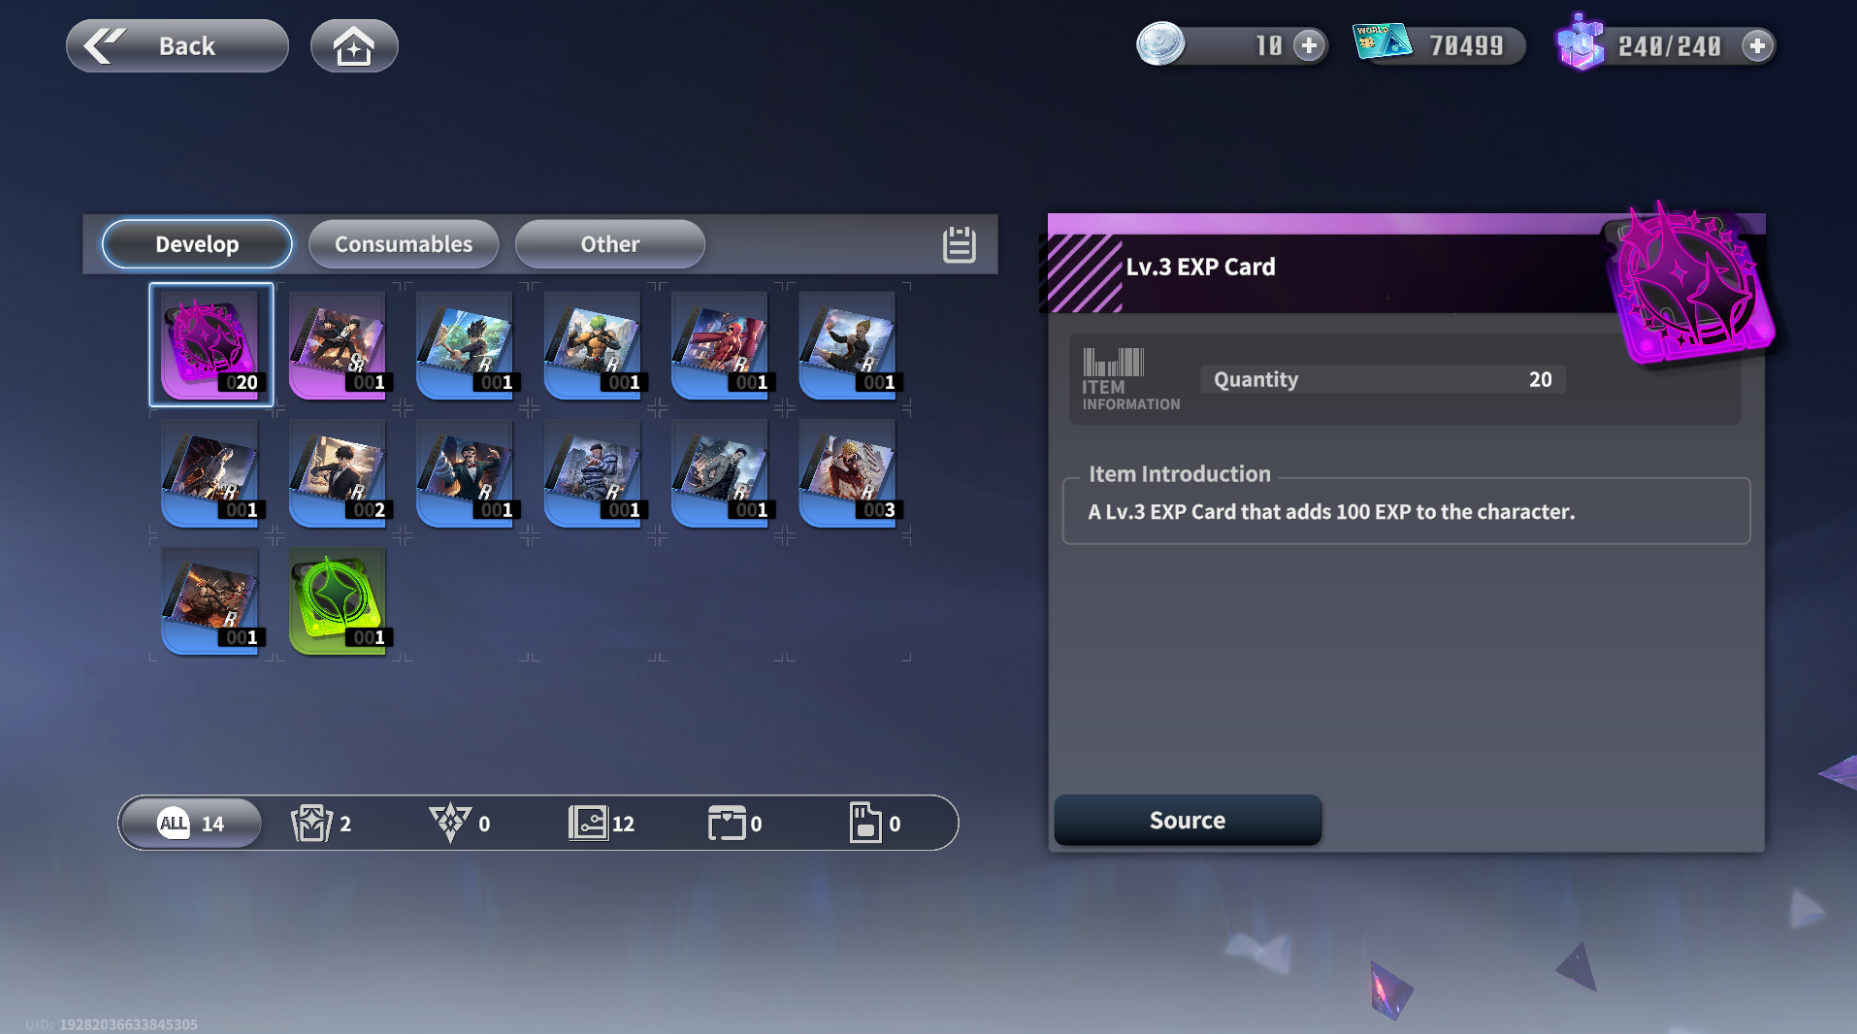 Back
10
WORLD
70499
240/240
Develop
Consumables
Other
020
SR
001
R
001
R
001
R
001
R
001
R
001
R
002
R
001
R
001
R
001
R
003
R
001
001
ALL 14
2
0
12
0
0
Lv.3 EXP Card
ITEM
INFORMATION
Quantity
20
Item Introduction
A Lv.3 EXP Card that adds 100 EXP to the character.
Source
UID: 19282036633845305